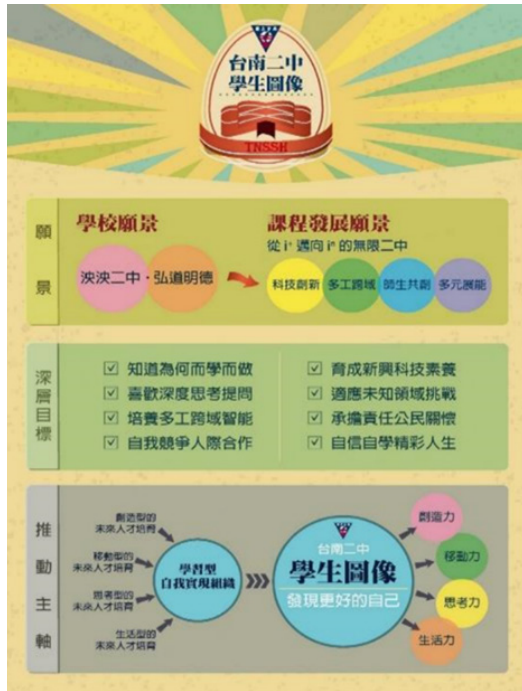 台南二中
學生圖像
TNSSH
願景
學校願景
泱泱二中・弘道明德
課程發展願景
從 i¹ 邁向 iⁿ 的無限二中
科技創新
多工跨域
師生共創
多元展能
深層目標
☑ 知道為何而學而做
☑ 喜歡深度思考提問
☑ 培養多工跨域智能
☑ 自我競爭人際合作
☑ 育成新興科技素養
☑ 適應未知領域挑戰
☑ 承擔責任公民關懷
☑ 自信自學精彩人生
推動主軸
創造型的
未來人才培育
移動型的
未來人才培育
思考型的
未來人才培育
生活型的
未來人才培育
學習型
自我實現組織
台南二中
學生圖像
發現更好的自己
創造力
移動力
思考力
生活力